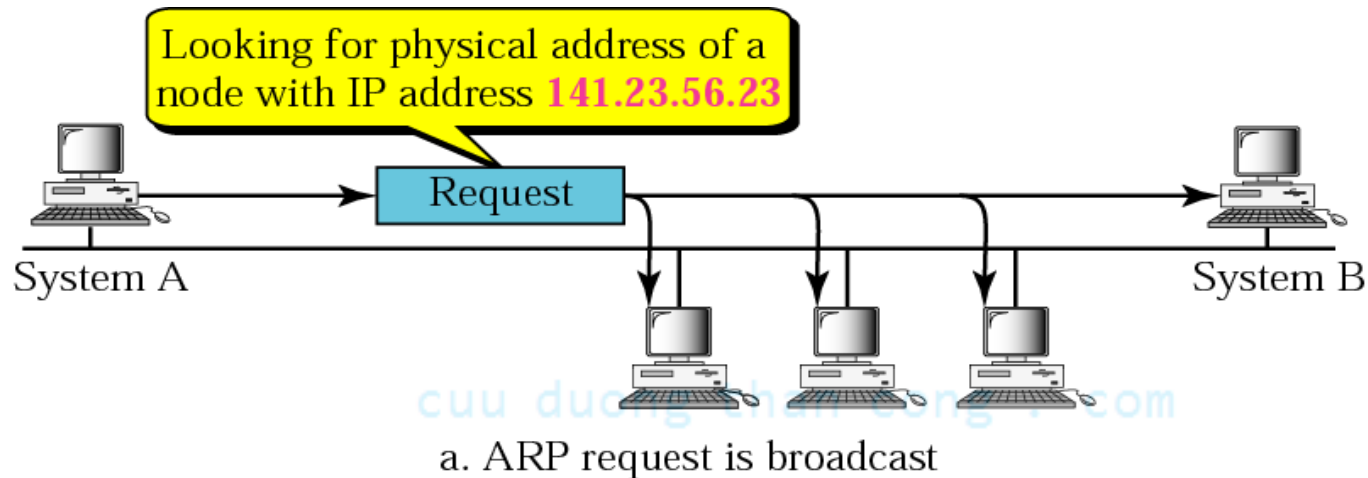 Looking for physical address of a
node with IP address 141.23.56.23
Request
System A
System B
cuu duong than cong . com
a. ARP request is broadcast